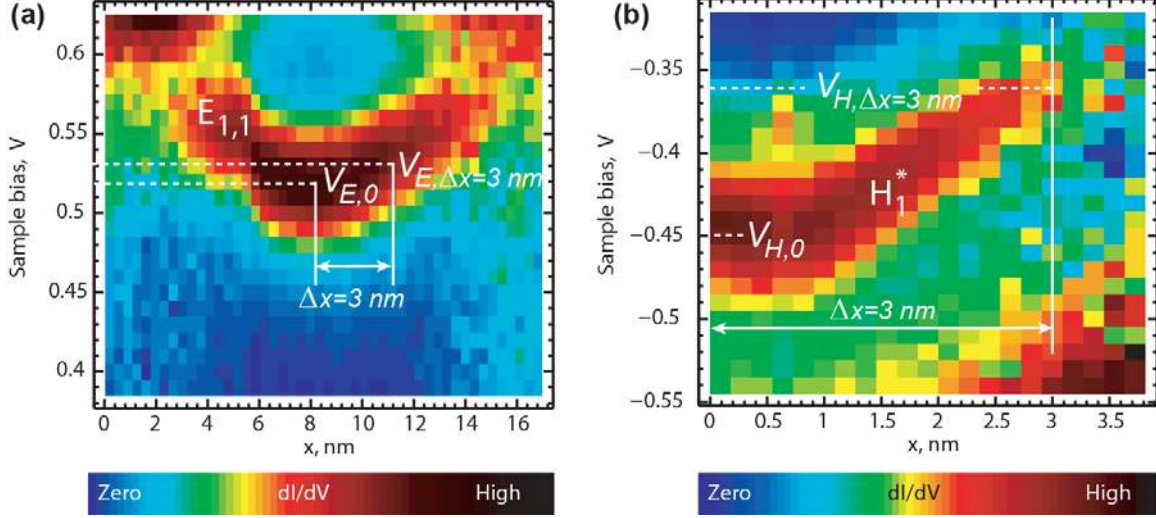 (a)
Sample bias, V
0.6
0.55
0.5
0.45
0.4
E1,1
VE,0
VE,Δx=3 nm
Δx=3 nm
0 2 4 6 8 10 12 14 16
x, nm
Zero dI/dV High
(b)
Sample bias, V
−0.35
−0.4
−0.45
−0.5
−0.55
VH,Δx=3 nm
H1*
VH,0
Δx=3 nm
0 0.5 1 1.5 2 2.5 3 3.5
x, nm
Zero dI/dV High